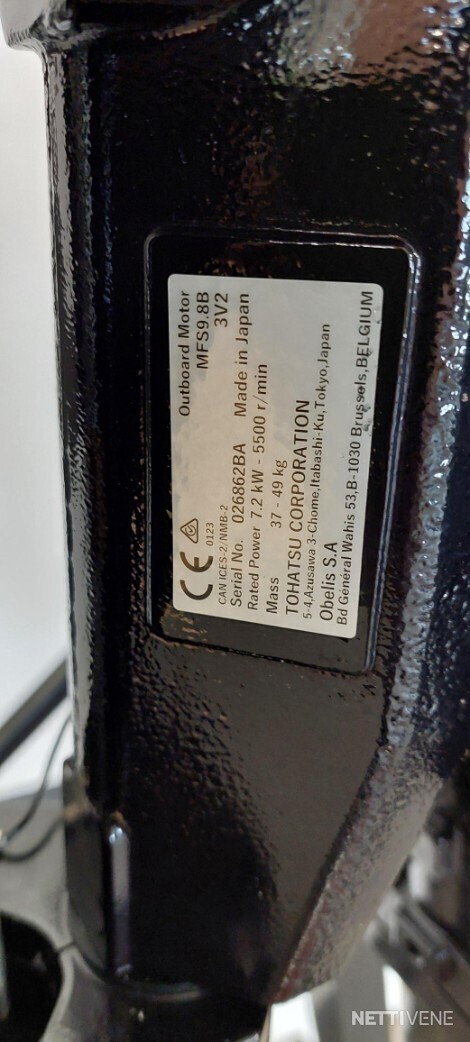 Outboard Motor
MFS9.8B
3V2
CE
0123
CAN ICES-2/NMB-2
Serial No. 026862BA Made in Japan
Rated Power 7.2 kW - 5500 r/min
Mass 37 - 49 kg
TOHATSU CORPORATION
5-4,Azusawa 3-Chome,Itabashi-Ku,Tokyo,Japan
Obelis S.A
Bd Général Wahis 53,B-1030 Brussels,BELGIUM
NETTIVENE